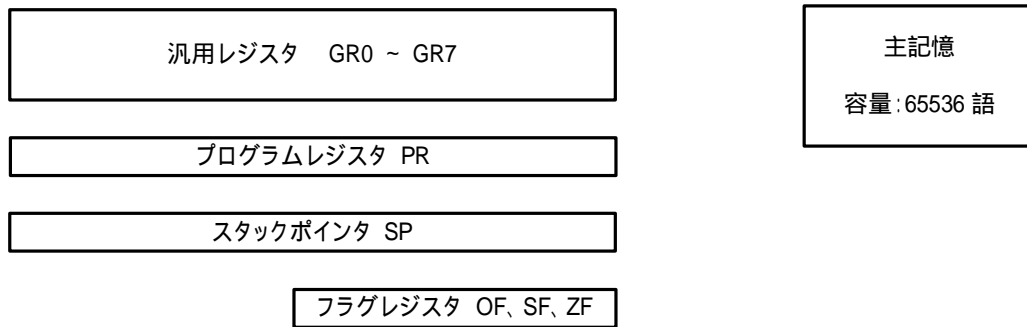 汎用レジスタ GR0 ~ GR7
主記憶
容量:65536 語
プログラムレジスタ PR
スタックポインタ SP
フラグレジスタ OF、SF、ZF